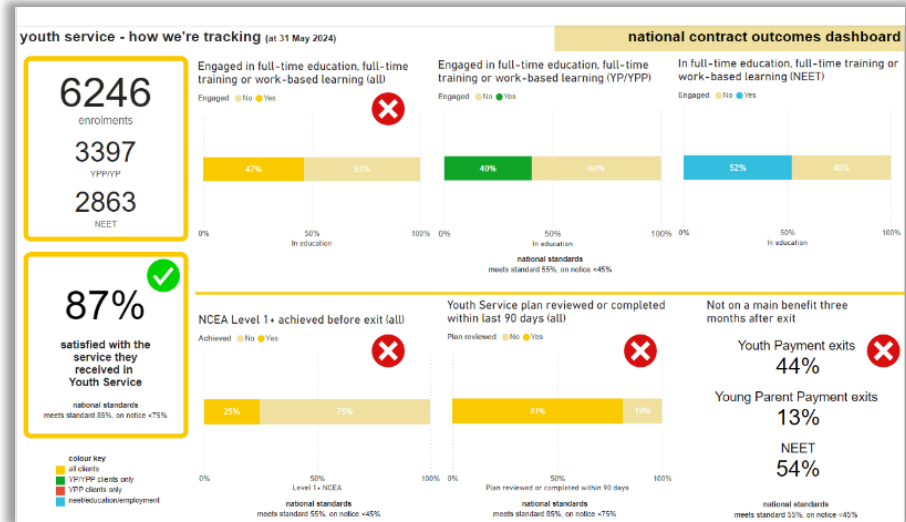 youth service - how we're tracking (at 31 May 2024)
national contract outcomes dashboard
6246
enrolments
3397
YPP/YP
2863
NEET
87%
satisfied with the
service they
received in
Youth Service
national standards
meets standard 85%, on notice <75%
colour key
all clients
YP/YPP clients only
YPP clients only
neet/education/employment
Engaged in full-time education, full-time
training or work-based learning (all)
Engaged No Yes
47% 53%
0% 50% 100%
In education
Engaged in full-time education, full-time
training or work-based learning (YP/YPP)
Engaged No Yes
40% 60%
0% 50% 100%
In education
national standards
meets standard 55%, on notice <45%
In full-time education, full-time training or
work-based learning (NEET)
Engaged No Yes
52% 48%
0% 50% 100%
In education
NCEA Level 1+ achieved before exit (all)
Achieved No Yes
25% 75%
0% 50% 100%
Level 1+ NCEA
national standards
meets standard 55%, on notice <45%
Youth Service plan reviewed or completed
within last 90 days (all)
Plan reviewed No Yes
81% 19%
0% 50% 100%
Plan reviewed or completed within 90 days
national standards
meets standard 85%, on notice <75%
Not on a main benefit three
months after exit
Youth Payment exits
44%
Young Parent Payment exits
13%
NEET
54%
national standards
meets standard 55%, on notice <45%